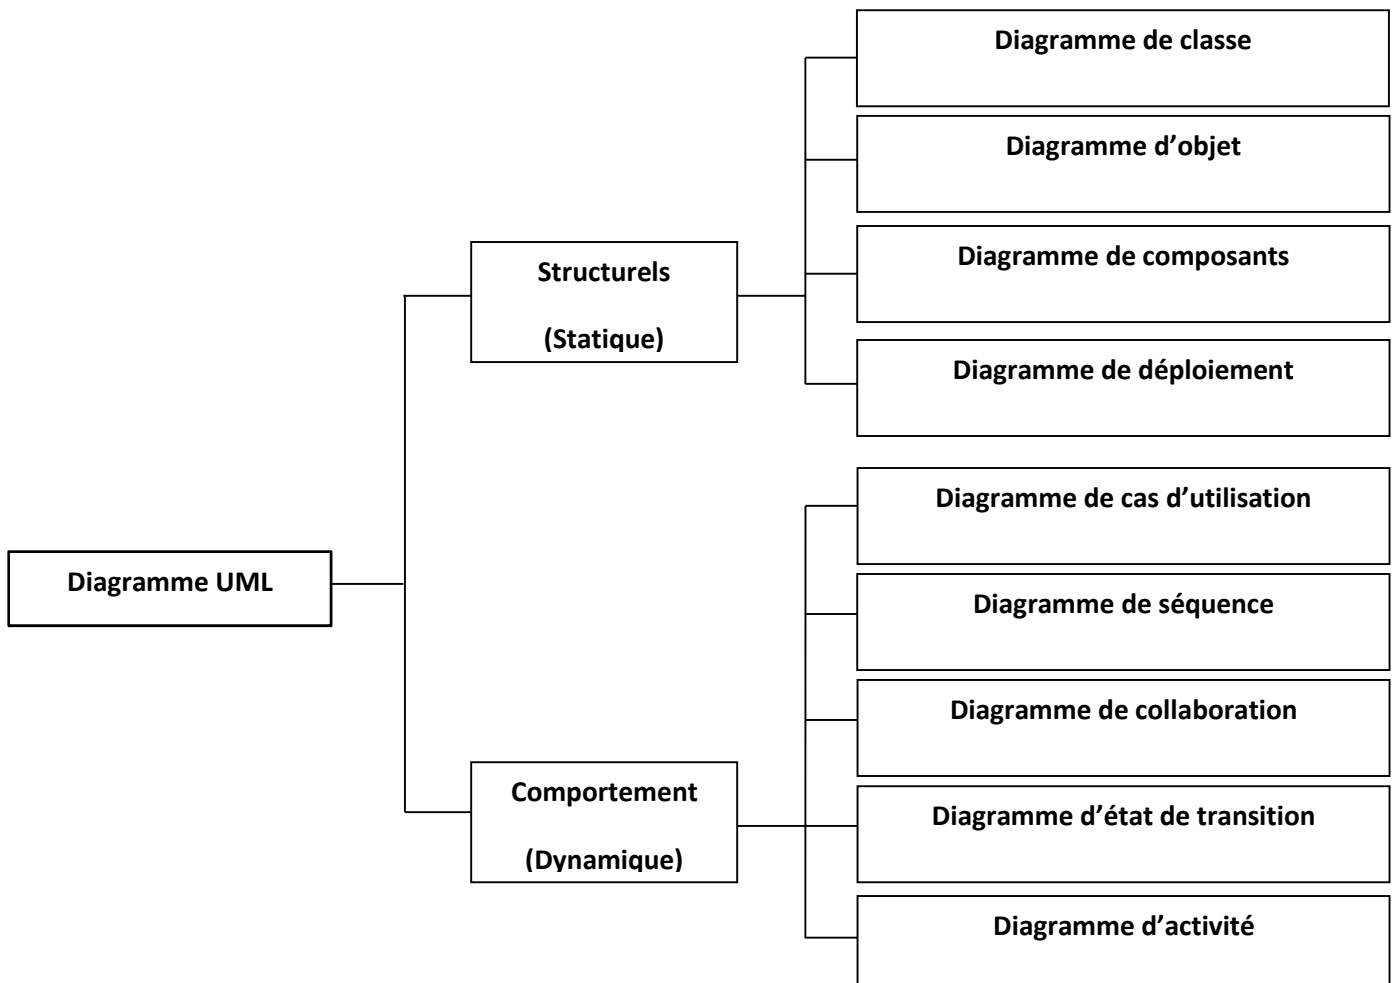 Diagramme UML
Structurels
(Statique)
Diagramme de classe
Diagramme d’objet
Diagramme de composants
Diagramme de déploiement
Comportement
(Dynamique)
Diagramme de cas d’utilisation
Diagramme de séquence
Diagramme de collaboration
Diagramme d’état de transition
Diagramme d’activité